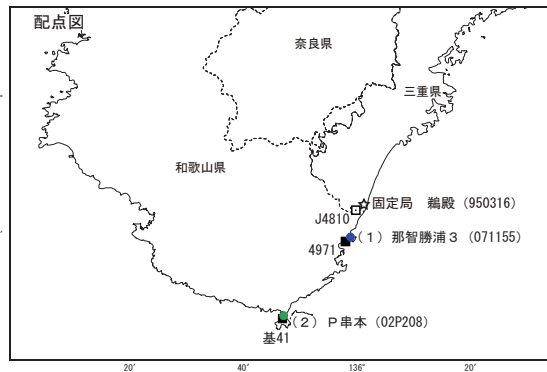 配点図
奈良県
三重県
和歌山県
固定局 鵜殿（950316）
J4810
（1）那智勝浦３（071155）
4971
（2）Ｐ串本（02P208）
基41
20′ 40′ 136° 20′